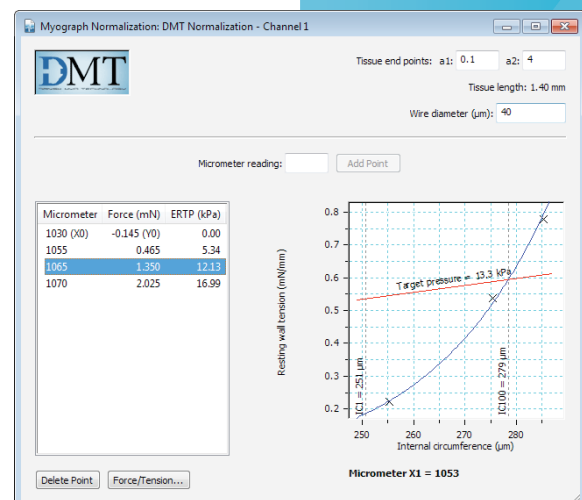 Myograph Normalization: DMT Normalization - Channel 1
DMT
Tissue end points: a1: 0.1 a2: 4
Tissue length: 1.40 mm
Wire diameter (µm): 40
Micrometer reading: Add Point
Micrometer Force (mN) ERTP (kPa)
1030 (X0) -0.145 (Y0) 0.00
1055 0.465 5.34
1065 1.350 12.13
1070 2.025 16.99
Resting wall tension (mN/mm)
0.8
0.7
0.6
0.5
0.4
0.3
0.2
Target pressure = 13.3 kPa
IC1 = 251 µm
IC100 = 279 µm
250 260 270 280
Internal circumference (µm)
Delete Point Force/Tension...
Micrometer X1 = 1053